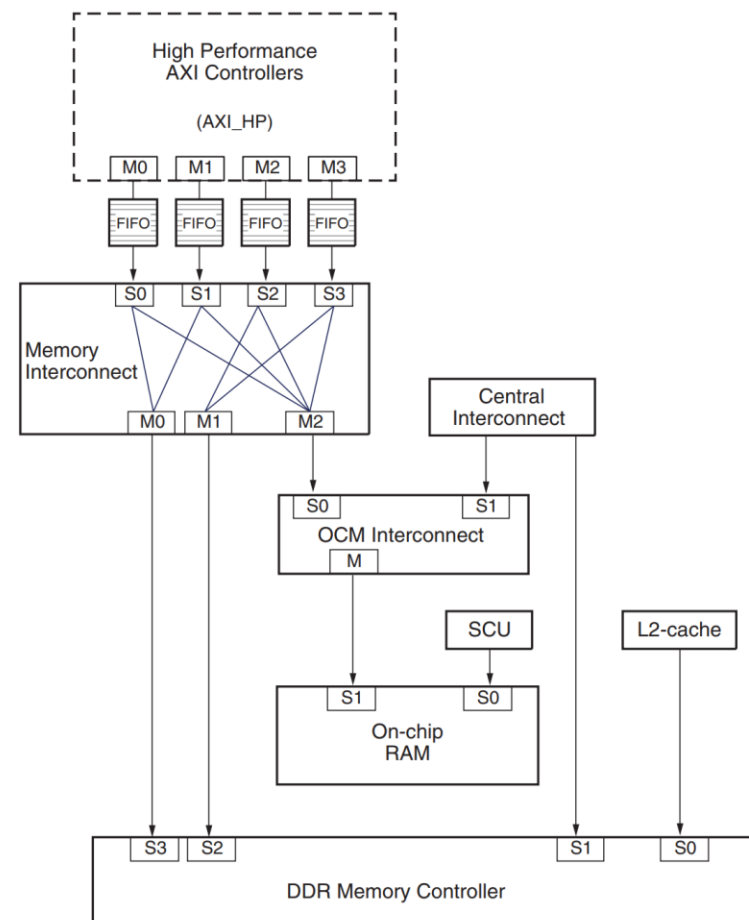 High Performance
AXI Controllers
(AXI_HP)
M0 M1 M2 M3
FIFO FIFO FIFO FIFO
S0 S1 S2 S3
Memory
Interconnect
M0 M1 M2
Central
Interconnect
S0 S1
OCM Interconnect
M
SCU
L2-cache
S1 S0
On-chip
RAM
S3 S2 S1 S0
DDR Memory Controller